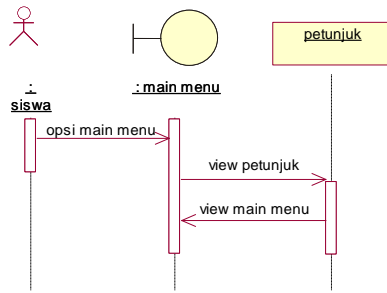 petunjuk
:
siswa
: main menu
opsi main menu
view petunjuk
view main menu